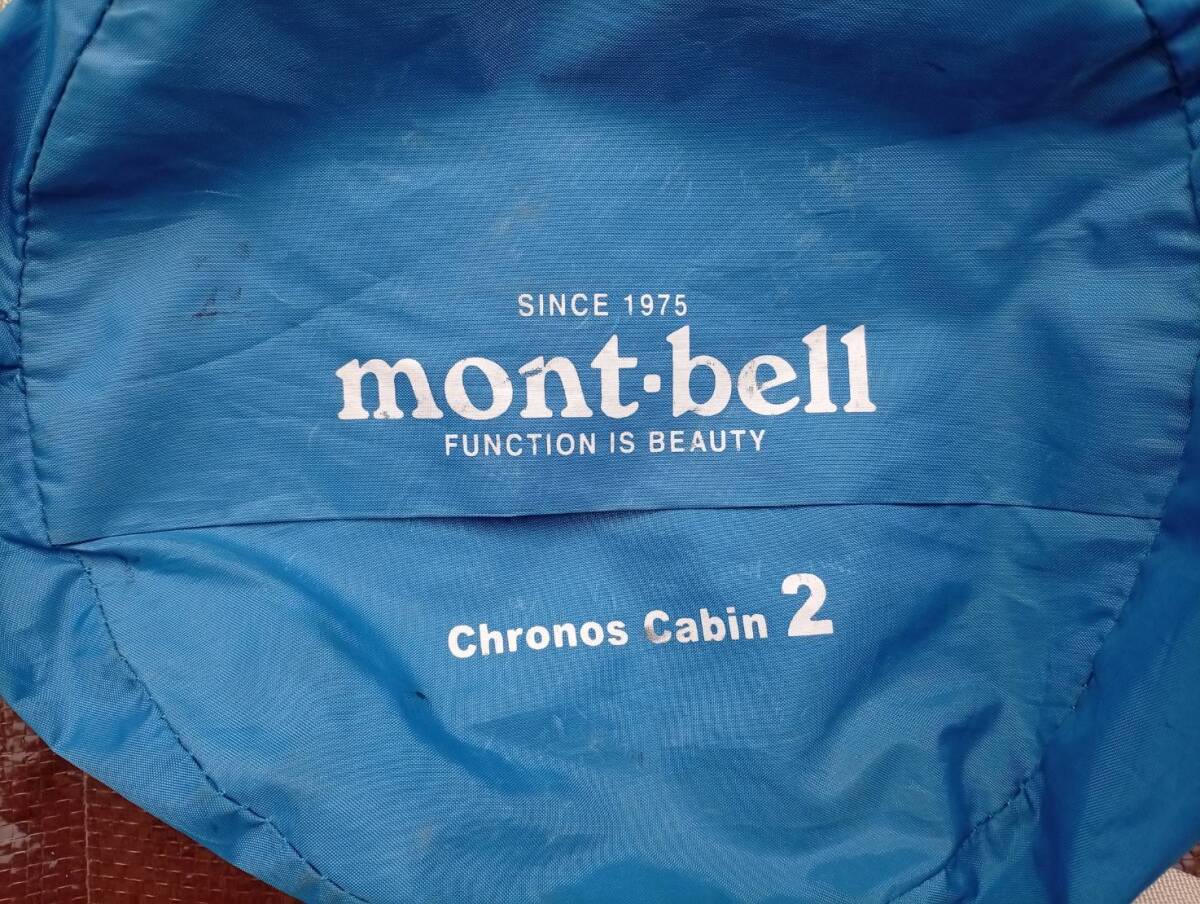 SINCE 1975
mont·bell
FUNCTION IS BEAUTY
Chronos Cabin 2